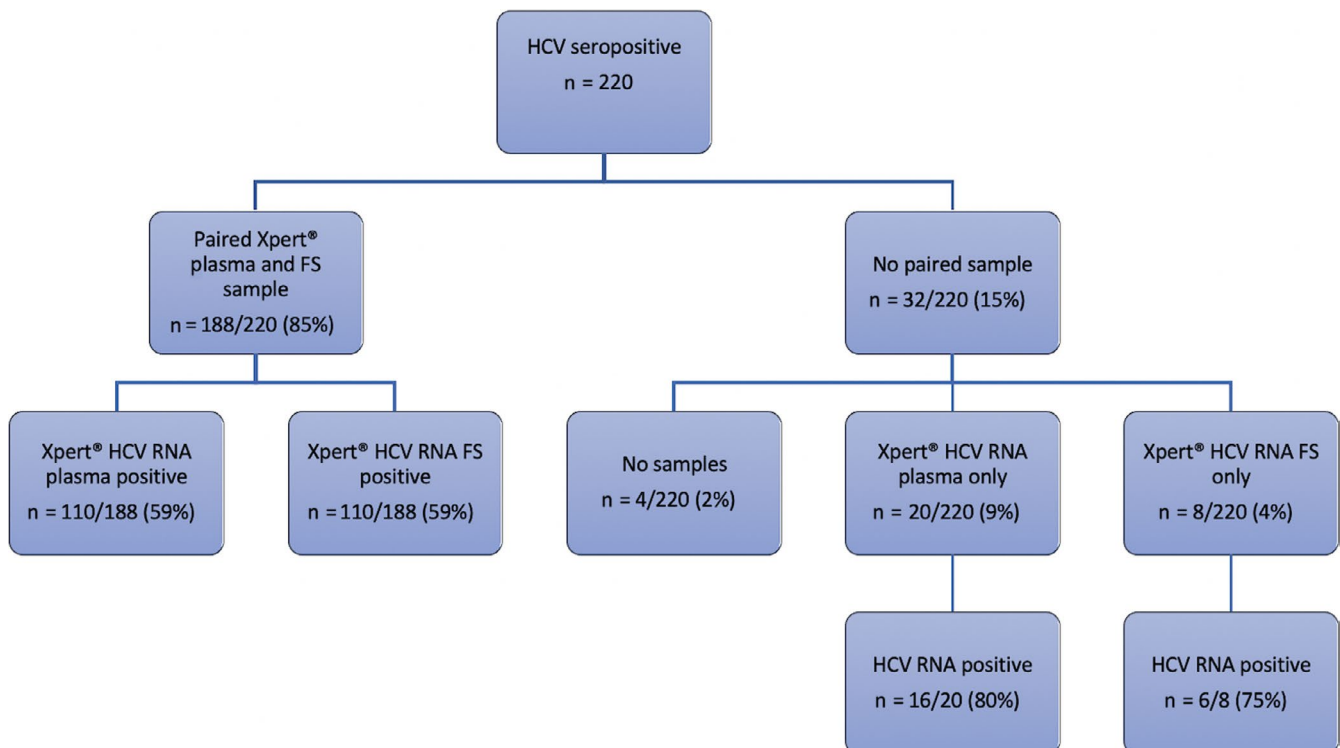 HCV seropositive
n = 220
Paired Xpert®
plasma and FS
sample
n = 188/220 (85%)
No paired sample
n = 32/220 (15%)
Xpert® HCV RNA
plasma positive
n = 110/188 (59%)
Xpert® HCV RNA FS
positive
n = 110/188 (59%)
No samples
n = 4/220 (2%)
Xpert® HCV RNA
plasma only
n = 20/220 (9%)
Xpert® HCV RNA FS
only
n = 8/220 (4%)
HCV RNA positive
n = 16/20 (80%)
HCV RNA positive
n = 6/8 (75%)